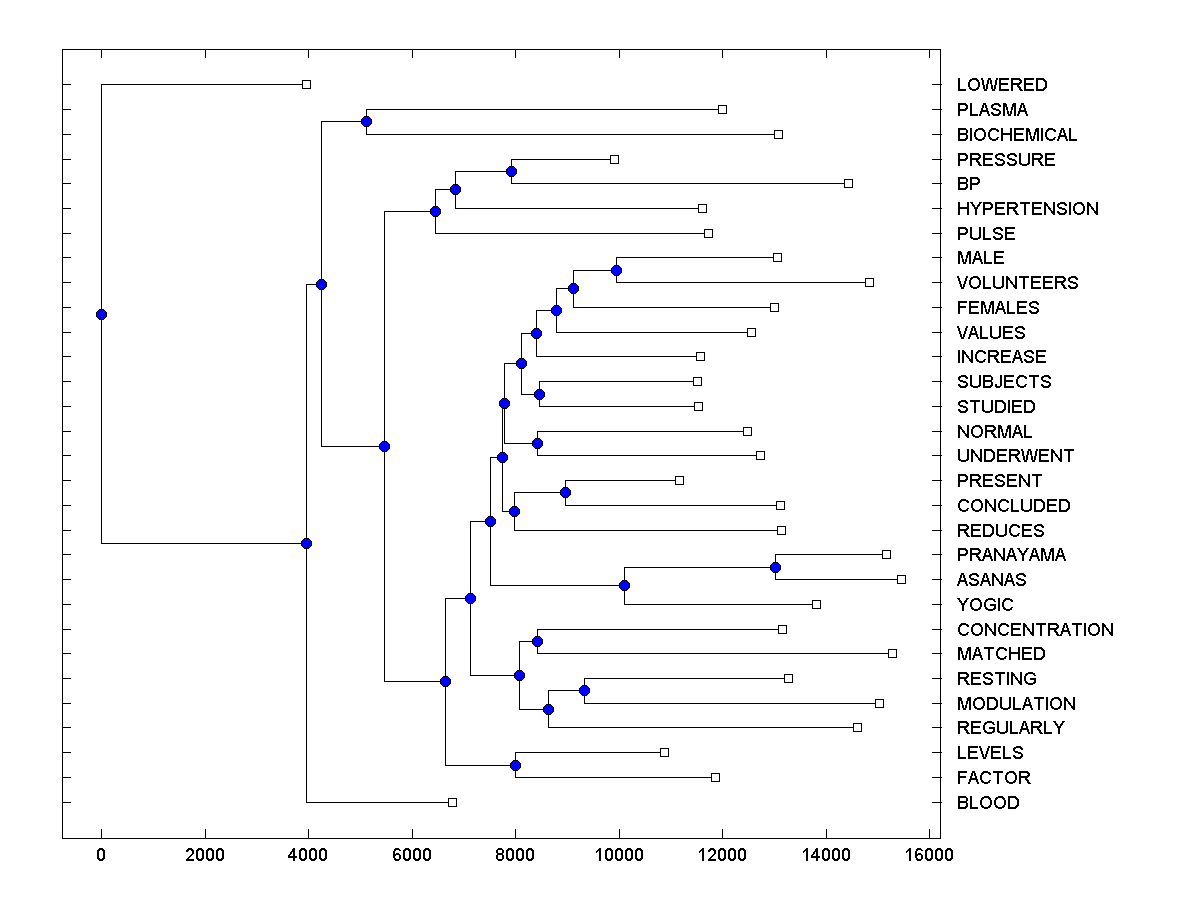 LOWERED
PLASMA
BIOCHEMICAL
PRESSURE
BP
HYPERTENSION
PULSE
MALE
VOLUNTEERS
FEMALES
VALUES
INCREASE
SUBJECTS
STUDIED
NORMAL
UNDERWENT
PRESENT
CONCLUDED
REDUCES
PRANAYAMA
ASANAS
YOGIC
CONCENTRATION
MATCHED
RESTING
MODULATION
REGULARLY
LEVELS
FACTOR
BLOOD
0 2000 4000 6000 8000 10000 12000 14000 16000